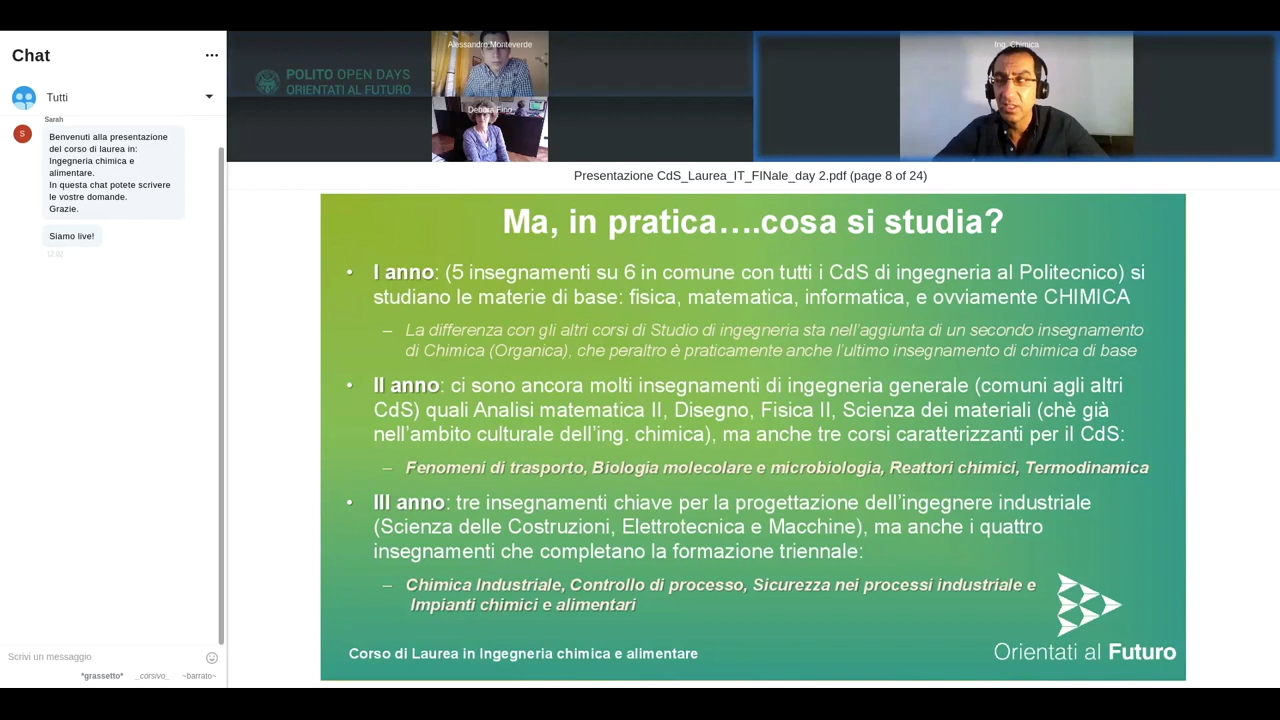 Chat
Tutti
Sarah
S
Benvenuti alla presentazione
del corso di laurea in:
Ingegneria chimica e
alimentare.
In questa chat potete scrivere
le vostre domande.
Grazie.
Siamo live!
12:02
Scrivi un messaggio
*grassetto* _corsivo_ ~barrato~
POLITO OPEN DAYS
ORIENTATI AL FUTURO
Alessandro Monteverde
Debora Fino
Ing. Chimica
Presentazione CdS_Laurea_IT_FINale_day 2.pdf (page 8 of 24)
Ma, in pratica….cosa si studia?
• I anno: (5 insegnamenti su 6 in comune con tutti i CdS di ingegneria al Politecnico) si
studiano le materie di base: fisica, matematica, informatica, e ovviamente CHIMICA
– La differenza con gli altri corsi di Studio di ingegneria sta nell’aggiunta di un secondo insegnamento
di Chimica (Organica), che peraltro è praticamente anche l’ultimo insegnamento di chimica di base
• II anno: ci sono ancora molti insegnamenti di ingegneria generale (comuni agli altri
CdS) quali Analisi matematica II, Disegno, Fisica II, Scienza dei materiali (chè già
nell’ambito culturale dell’ing. chimica), ma anche tre corsi caratterizzanti per il CdS:
– Fenomeni di trasporto, Biologia molecolare e microbiologia, Reattori chimici, Termodinamica
• III anno: tre insegnamenti chiave per la progettazione dell’ingegnere industriale
(Scienza delle Costruzioni, Elettrotecnica e Macchine), ma anche i quattro
insegnamenti che completano la formazione triennale:
– Chimica Industriale, Controllo di processo, Sicurezza nei processi industriale e
Impianti chimici e alimentari
Corso di Laurea in Ingegneria chimica e alimentare
Orientati al Futuro